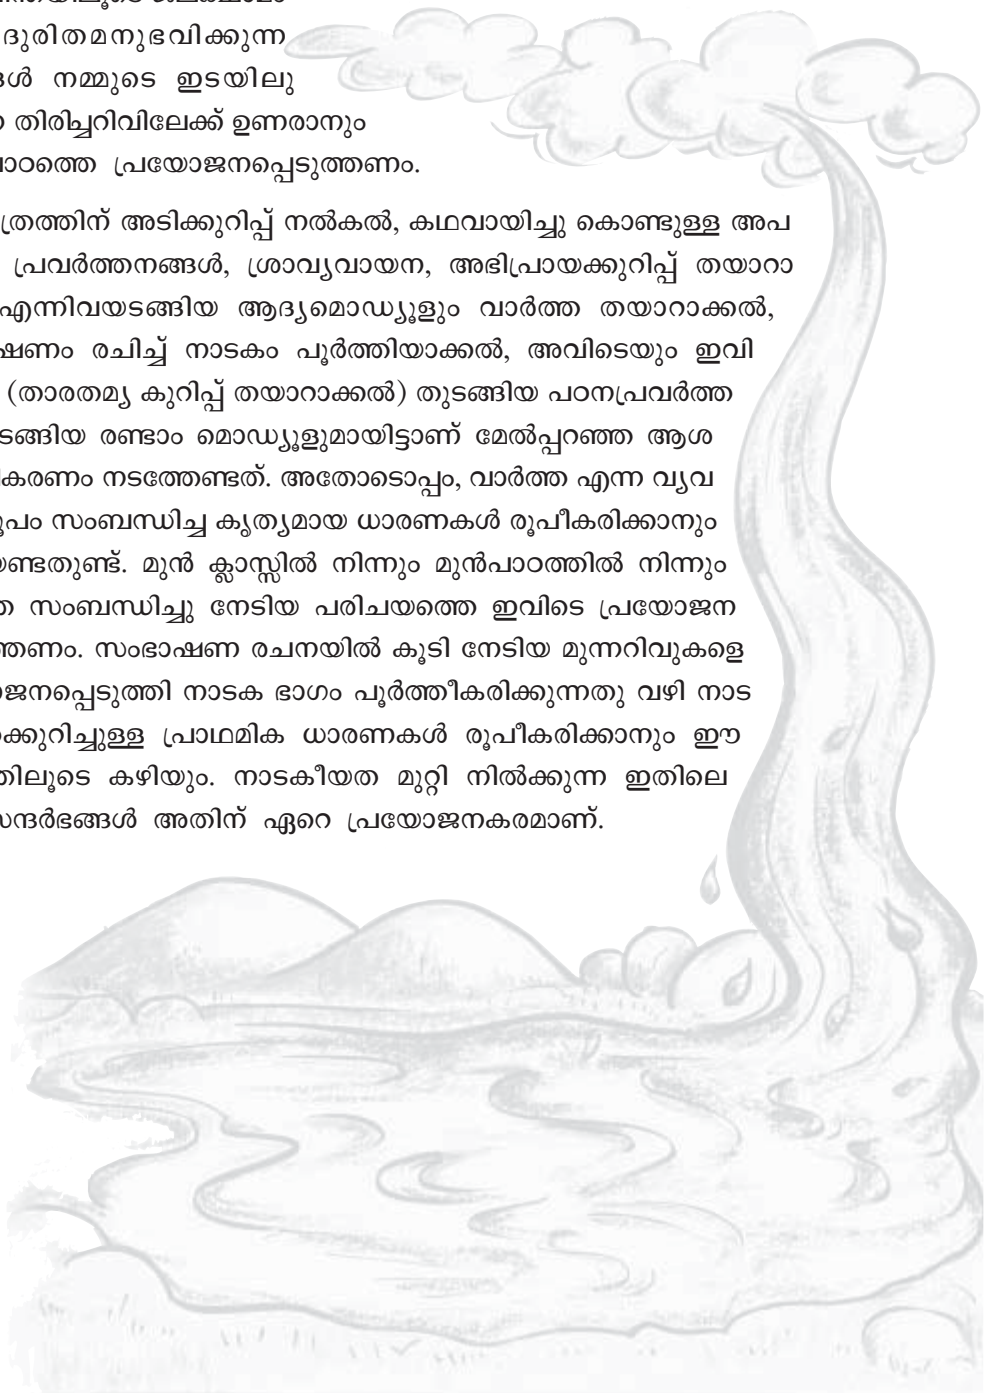 ദുരിതമനുഭവിക്കുന്ന
ങൾ നമ്മുടെ ഇടയിലു
തിരിച്ചറിവിലേക്ക് ഉണരാനും
പാഠത്തെ പ്രയോജനപ്പെടുത്തണം.
ത്രത്തിന് അടിക്കുറിപ്പ് നൽകൽ, കഥവായിച്ചു കൊണ്ടുള്ള അപ
പ്രവർത്തനങ്ങൾ, ശ്രാവ്യവായന, അഭിപ്രായക്കുറിപ്പ് തയാറാ
എന്നിവയടങ്ങിയ ആദ്യമൊഡ്യൂളും വാർത്ത തയാറാക്കൽ,
ഷണം രചിച്ച് നാടകം പൂർത്തിയാക്കൽ, അവിടെയും ഇവി
(താരതമ്യ കുറിപ്പ് തയാറാക്കൽ) തുടങ്ങിയ പഠനപ്രവർത്ത
ടങ്ങിയ രണ്ടാം മൊഡ്യൂളുമായിട്ടാണ് മേൽപ്പറഞ്ഞ ആശ
കരണം നടത്തേണ്ടത്. അതോടൊപ്പം, വാർത്ത എന്ന വ്യവ
രൂപം സംബന്ധിച്ച കൃത്യമായ ധാരണകൾ രൂപീകരിക്കാനും
യേണ്ടതുണ്ട്. മുൻ ക്ലാസ്സിൽ നിന്നും മുൻപാഠത്തിൽ നിന്നും
ത്ത സംബന്ധിച്ചു നേടിയ പരിചയത്തെ ഇവിടെ പ്രയോജന
ത്തണം. സംഭാഷണ രചനയിൽ കൂടി നേടിയ മുന്നറിവുകളെ
ജനപ്പെടുത്തി നാടക ഭാഗം പൂർത്തീകരിക്കുന്നതു വഴി നാട
ക്കുറിച്ചുള്ള പ്രാഥമിക ധാരണകൾ രൂപീകരിക്കാനും ഈ
ത്തിലൂടെ കഴിയും. നാടകീയത മുറ്റി നിൽക്കുന്ന ഇതിലെ
സന്ദർഭങ്ങൾ അതിന് ഏറെ പ്രയോജനകരമാണ്.